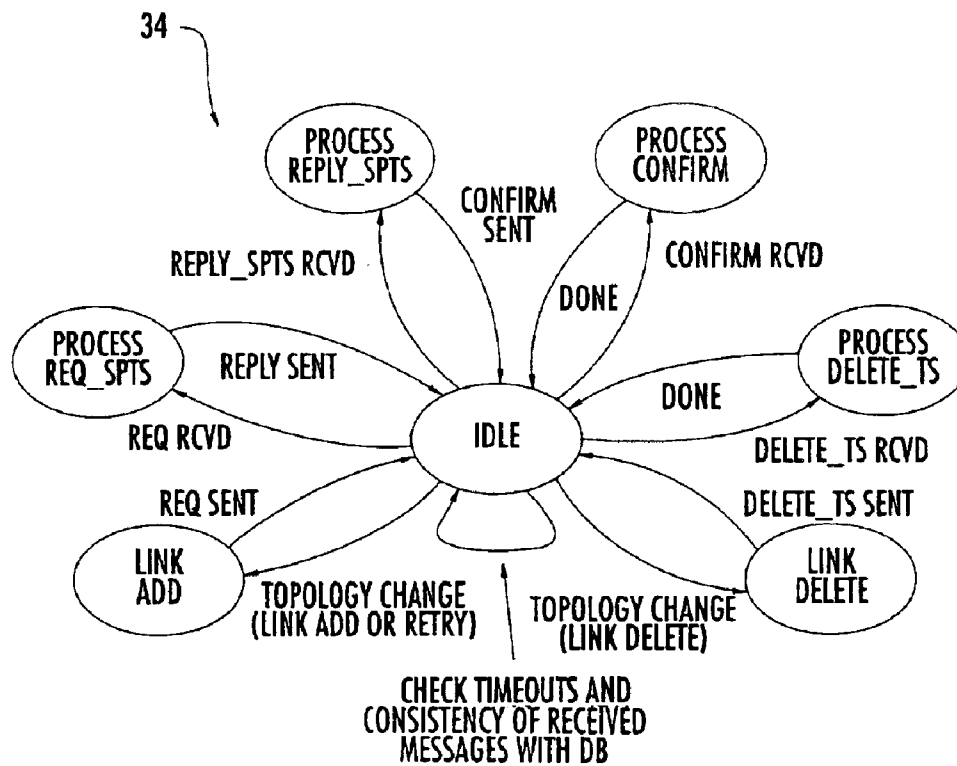 34
PROCESS
REPLY_SPTS
PROCESS
CONFIRM
CONFIRM
SENT
REPLY_SPTS RCVD
CONFIRM RCVD
DONE
PROCESS
REQ_SPTS
REPLY SENT
PROCESS
DELETE_TS
DONE
IDLE
REQ RCVD
DELETE_TS RCVD
REQ SENT
DELETE_TS SENT
LINK
ADD
LINK
DELETE
TOPOLOGY CHANGE
(LINK ADD OR RETRY)
TOPOLOGY CHANGE
(LINK DELETE)
CHECK TIMEOUTS AND
CONSISTENCY OF RECEIVED
MESSAGES WITH DB